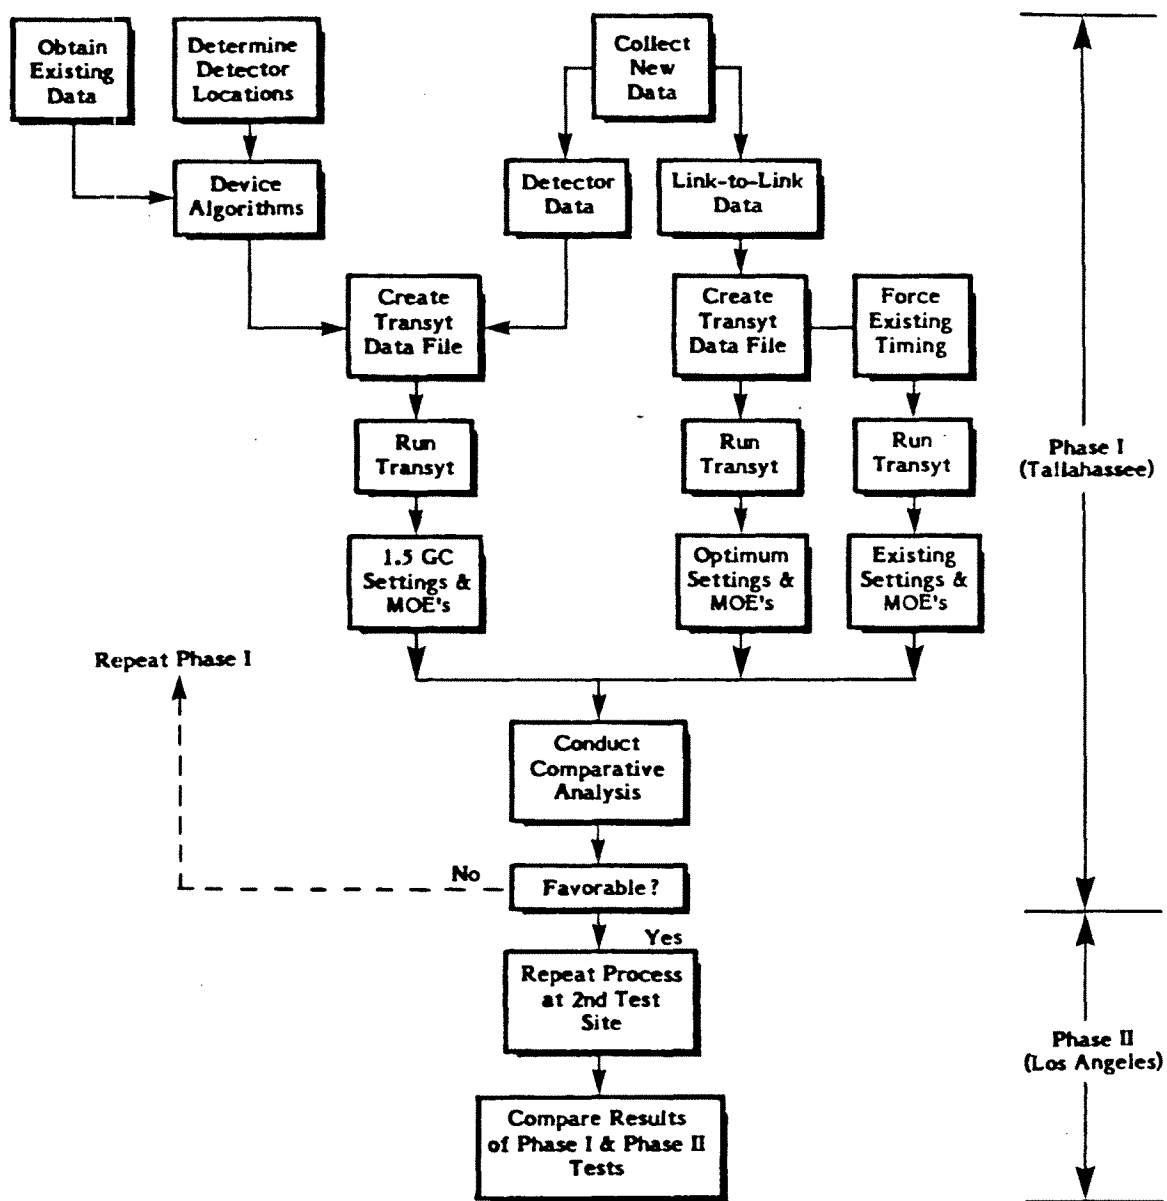 Obtain
Existing
Data
Determine
Detector
Locations
Collect
New
Data
Device
Algorithms
Detector
Data
Link-to-Link
Data
Create
Transyt
Data File
Create
Transyt
Data File
Force
Existing
Timing
Run
Transyt
Run
Transyt
Run
Transyt
1.5 GC
Settings &
MOE's
Optimum
Settings &
MOE's
Existing
Settings &
MOE's
Phase I
(Tallahassee)
Repeat Phase I
Conduct
Comparative
Analysis
No
Favorable?
Yes
Repeat Process
at 2nd Test
Site
Phase II
(Los Angeles)
Compare Results
of Phase I & Phase II
Tests